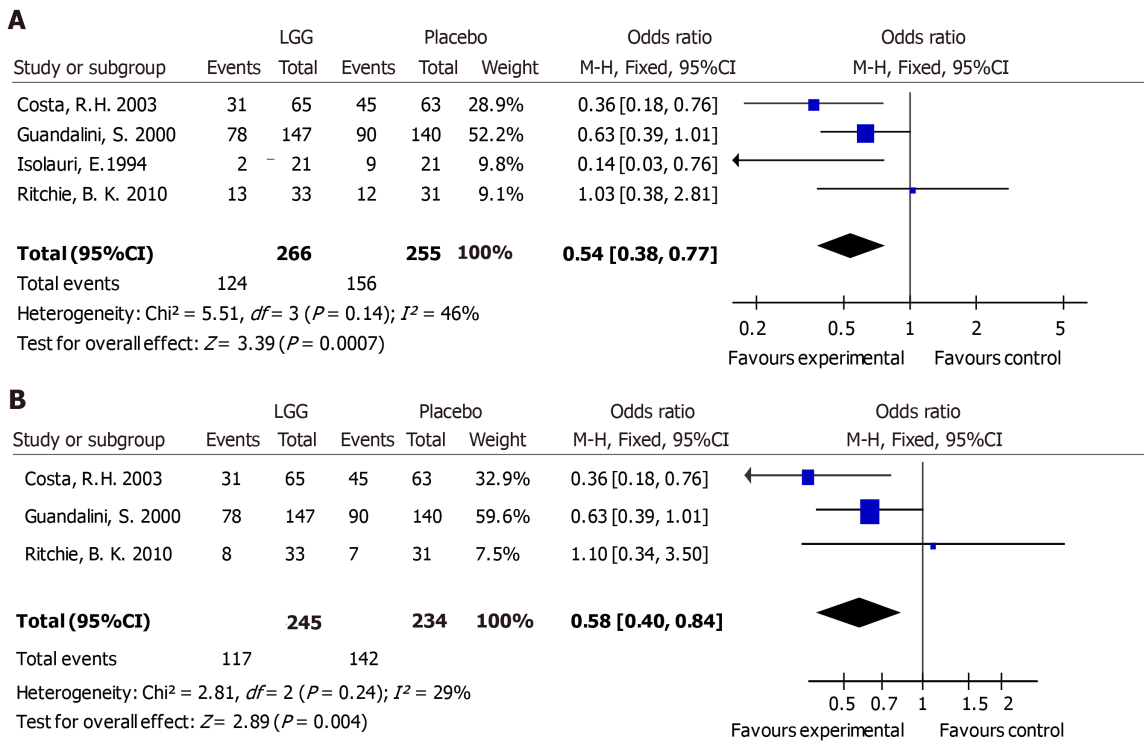 A
LGG Placebo Odds ratio Odds ratio
Study or subgroup Events Total Events Total Weight M-H, Fixed, 95%CI M-H, Fixed, 95%CI
Costa, R.H. 2003 31 65 45 63 28.9% 0.36 [0.18, 0.76]
Guandalini, S. 2000 78 147 90 140 52.2% 0.63 [0.39, 1.01]
Isolauri, E.1994 2 21 9 21 9.8% 0.14 [0.03, 0.76]
Ritchie, B. K. 2010 13 33 12 31 9.1% 1.03 [0.38, 2.81]
Total (95%CI) 266 255 100% 0.54 [0.38, 0.77]
Total events 124 156
Heterogeneity: Chi² = 5.51, df = 3 (P = 0.14); I² = 46%
Test for overall effect: Z = 3.39 (P = 0.0007)
0.2 0.5 1 2 5
Favours experimental Favours control
B
LGG Placebo Odds ratio Odds ratio
Study or subgroup Events Total Events Total Weight M-H, Fixed, 95%CI M-H, Fixed, 95%CI
Costa, R.H. 2003 31 65 45 63 32.9% 0.36 [0.18, 0.76]
Guandalini, S. 2000 78 147 90 140 59.6% 0.63 [0.39, 1.01]
Ritchie, B. K. 2010 8 33 7 31 7.5% 1.10 [0.34, 3.50]
Total (95%CI) 245 234 100% 0.58 [0.40, 0.84]
Total events 117 142
Heterogeneity: Chi² = 2.81, df = 2 (P = 0.24); I² = 29%
Test for overall effect: Z = 2.89 (P = 0.004)
0.5 0.7 1 1.5 2
Favours experimental Favours control